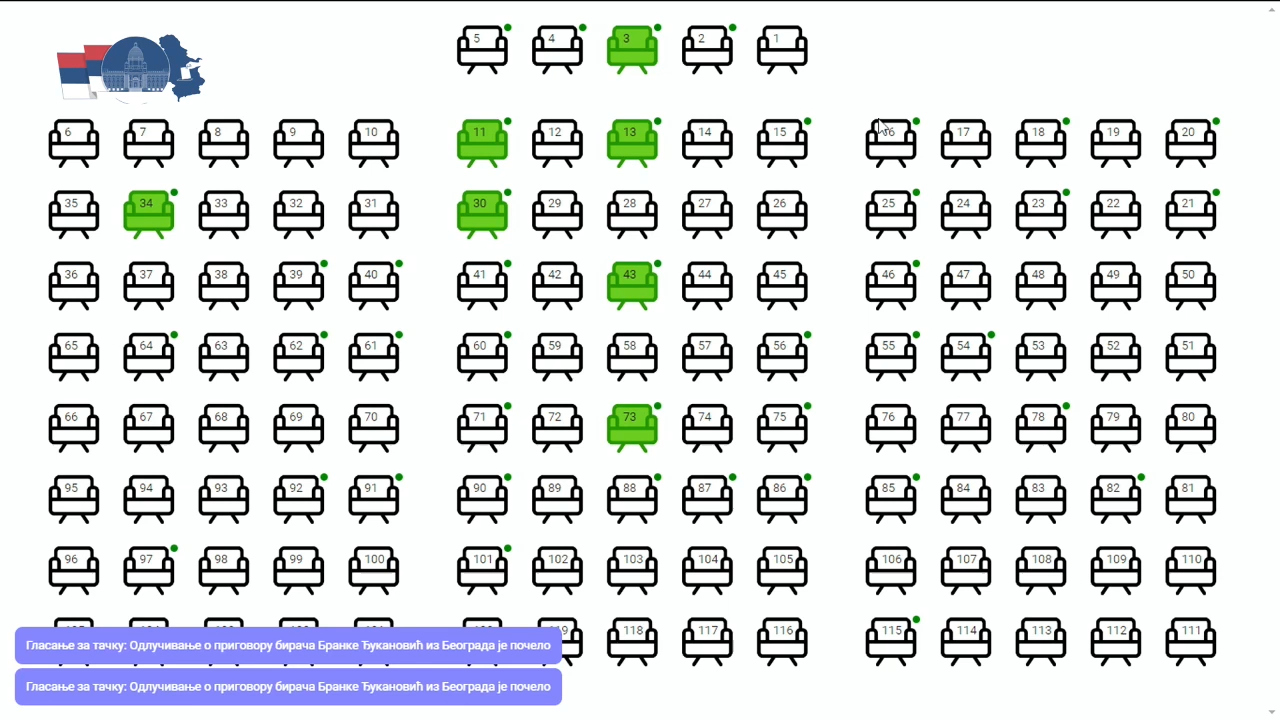 5 4 3 2 1
6 7 8 9 10 11 12 13 14 15 16 17 18 19 20
35 34 33 32 31 30 29 28 27 26 25 24 23 22 21
36 37 38 39 40 41 42 43 44 45 46 47 48 49 50
65 64 63 62 61 60 59 58 57 56 55 54 53 52 51
66 67 68 69 70 71 72 73 74 75 76 77 78 79 80
95 94 93 92 91 90 89 88 87 86 85 84 83 82 81
96 97 98 99 100 101 102 103 104 105 106 107 108 109 110
118 117 116 115 114 113 112 111
Гласање за тачку: Одлучивање о приговору бирача Бранке Ђукановић из Београда је почело
Гласање за тачку: Одлучивање о приговору бирача Бранке Ђукановић из Београда је почело